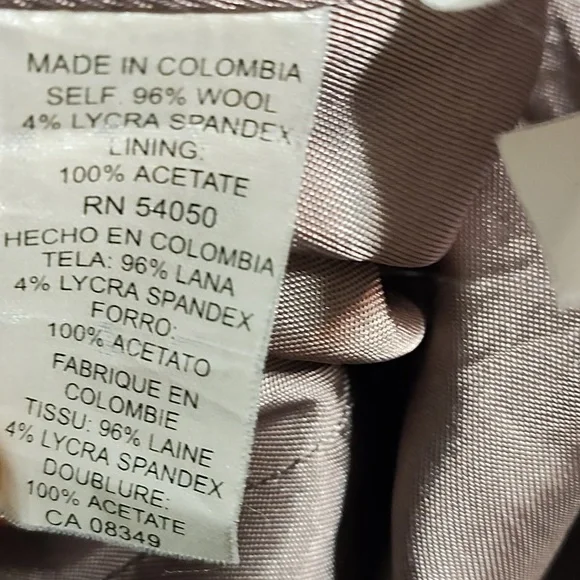 MADE IN COLOMBIA
SELF. 96% WOOL
4% LYCRA SPANDEX
LINING:
100% ACETATE
RN 54050
HECHO EN COLOMBIA
TELA: 96% LANA
4% LYCRA SPANDEX
FORRO:
100% ACETATO
FABRIQUE EN
COLOMBIE
TISSU: 96% LAINE
4% LYCRA SPANDEX
DOUBLURE:
100% ACETATE
CA 08349